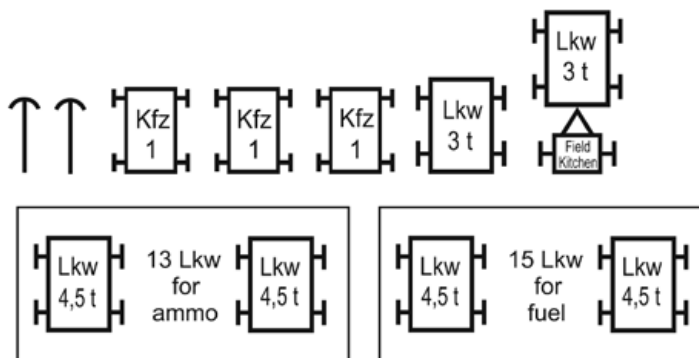 Lkw
3 t
Kfz
1
Kfz
1
Kfz
1
Lkw
3 t
Field
Kitchen
Lkw
4,5 t
13 Lkw
for
ammo
Lkw
4,5 t
Lkw
4,5 t
15 Lkw
for
fuel
Lkw
4,5 t